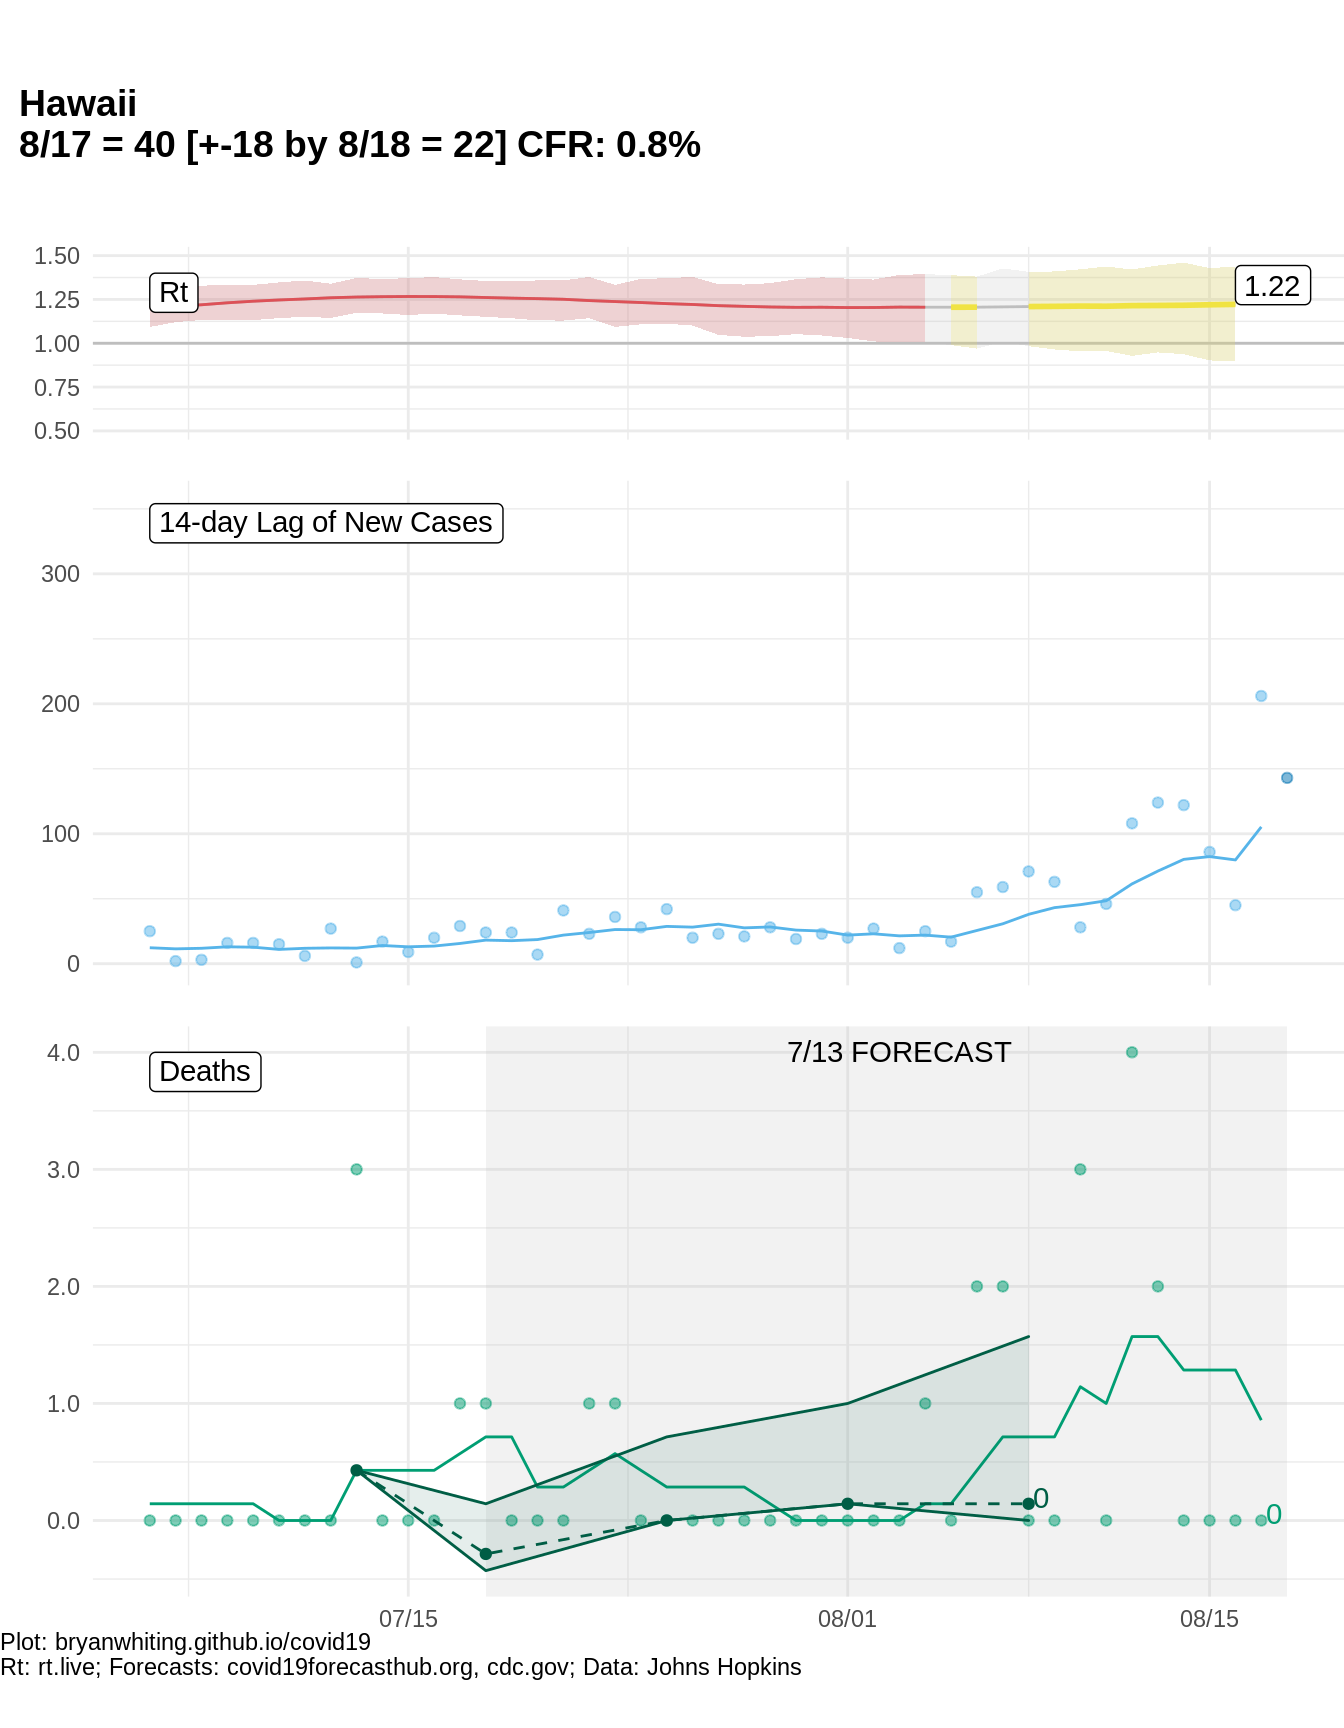 Hawaii
8/17 = 40 [+-18 by 8/18 = 22] CFR: 0.8%
1.50
1.25
1.00
0.75
0.50
Rt
1.22
14-day Lag of New Cases
300
200
100
0
Deaths
7/13 FORECAST
4.0
3.0
2.0
1.0
0.0
0
0
07/15
08/01
08/15
Plot: bryanwhiting.github.io/covid19
Rt: rt.live; Forecasts: covid19forecasthub.org, cdc.gov; Data: Johns Hopkins